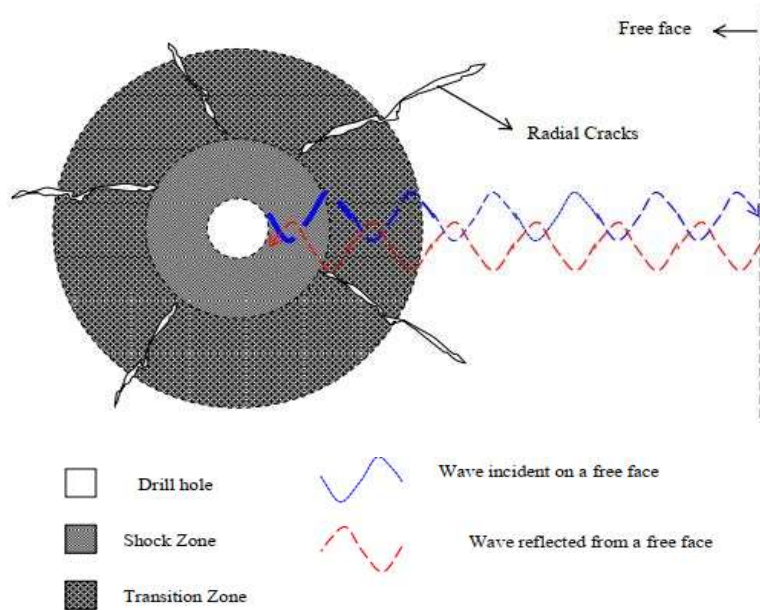 Free face
Radial Cracks
Wave incident on a free face
Drill hole
Shock Zone
Wave reflected from a free face
Transition Zone